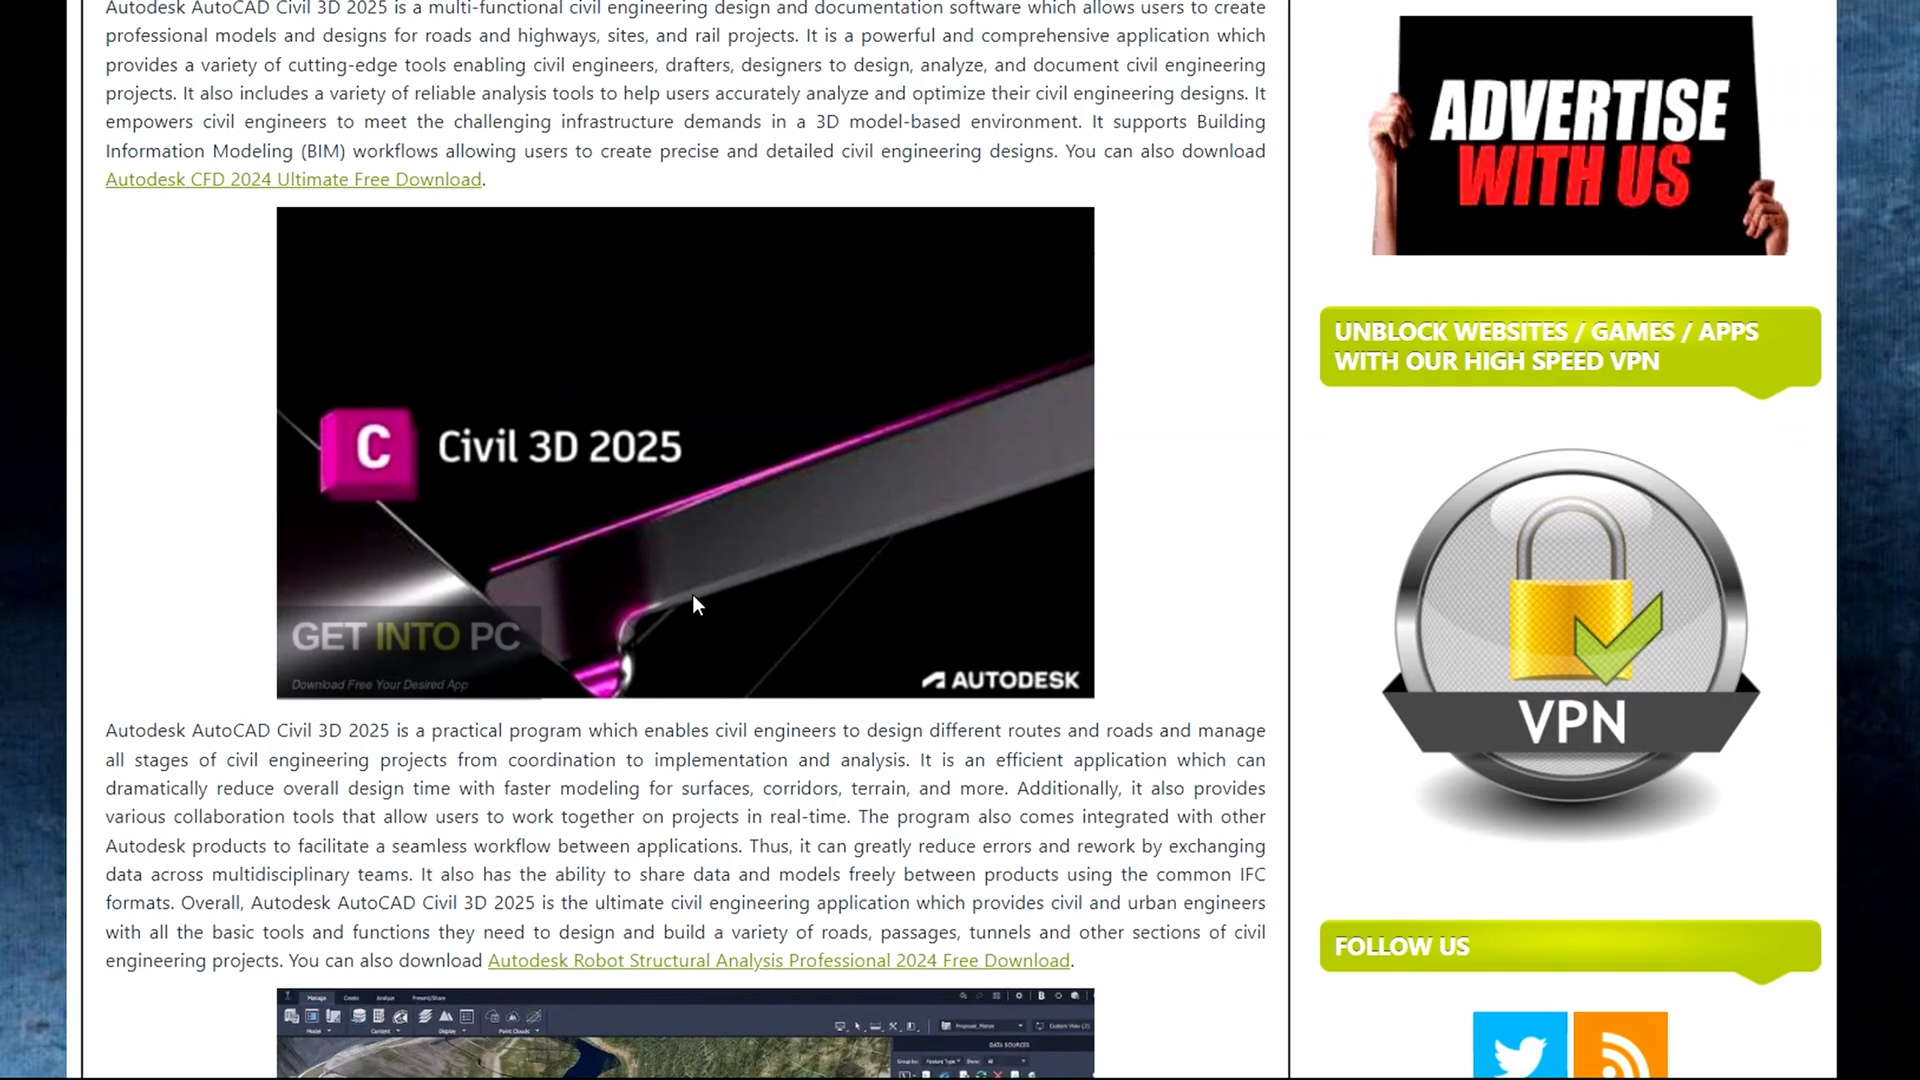 Autodesk AutoCAD Civil 3D 2025 is a multi-functional civil engineering design and documentation software which allows users to create
professional models and designs for roads and highways, sites, and rail projects. It is a powerful and comprehensive application which
provides a variety of cutting-edge tools enabling civil engineers, drafters, designers to design, analyze, and document civil engineering
projects. It also includes a variety of reliable analysis tools to help users accurately analyze and optimize their civil engineering designs. It
empowers civil engineers to meet the challenging infrastructure demands in a 3D model-based environment. It supports Building
Information Modeling (BIM) workflows allowing users to create precise and detailed civil engineering designs. You can also download
Autodesk CFD 2024 Ultimate Free Download.
C
Civil 3D 2025
GET INTO PC
Download Free Your Desired App
AUTODESK
Autodesk AutoCAD Civil 3D 2025 is a practical program which enables civil engineers to design different routes and roads and manage
all stages of civil engineering projects from coordination to implementation and analysis. It is an efficient application which can
dramatically reduce overall design time with faster modeling for surfaces, corridors, terrain, and more. Additionally, it also provides
various collaboration tools that allow users to work together on projects in real-time. The program also comes integrated with other
Autodesk products to facilitate a seamless workflow between applications. Thus, it can greatly reduce errors and rework by exchanging
data across multidisciplinary teams. It also has the ability to share data and models freely between products using the common IFC
formats. Overall, Autodesk AutoCAD Civil 3D 2025 is the ultimate civil engineering application which provides civil and urban engineers
with all the basic tools and functions they need to design and build a variety of roads, passages, tunnels and other sections of civil
engineering projects. You can also download Autodesk Robot Structural Analysis Professional 2024 Free Download.
Manage Create Analyze Present/Share
Model Content Display Point Clouds
DATA SOURCES
ADVERTISE
WITH US
UNBLOCK WEBSITES / GAMES / APPS
WITH OUR HIGH SPEED VPN
VPN
FOLLOW US